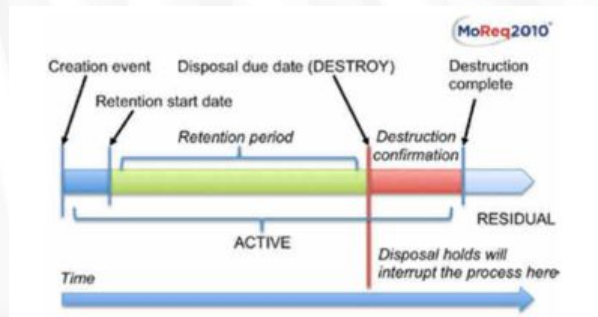 MoReq2010
Creation event
Disposal due date (DESTROY)
Destruction
complete
Retention start date
Retention period
Destruction
confirmation
RESIDUAL
ACTIVE
Disposal holds will
interrupt the process here
Time